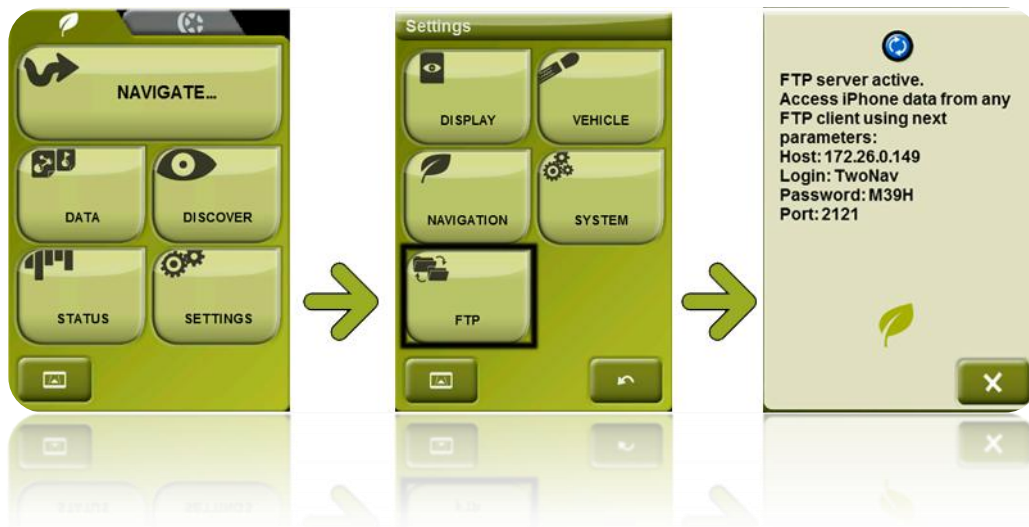 NAVIGATE...
DATA
DISCOVER
STATUS
SETTINGS
Settings
DISPLAY
VEHICLE
NAVIGATION
SYSTEM
FTP
FTP server active.
Access iPhone data from any
FTP client using next
parameters:
Host: 172.26.0.149
Login: TwoNav
Password: M39H
Port: 2121